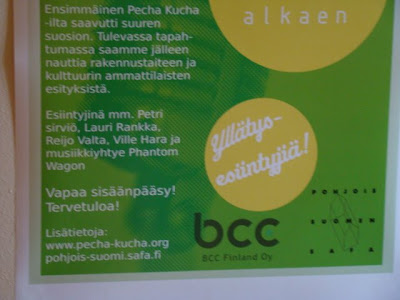 alkaen
Ensimmäinen Pecha Kucha
-ilta saavutti suuren
suosion. Tulevassa tapah-
tumassa saamme jälleen
nauttia rakennustaiteen ja
kulttuurin ammattilaisten
esityksistä.
Esiintyjinä mm. Petri
sirviö, Lauri Rankka,
Reijo Valta, Ville Hara ja
musiikkiyhtye Phantom
Wagon
Yllätys-
esiintyjiä!
Vapaa sisäänpääsy!
Tervetuloa!
Lisätietoja:
www.pecha-kucha.org
pohjois-suomi.safa.fi
bcc
BCC Finland Oy
POHJOIS
SUOMEN
SAFA